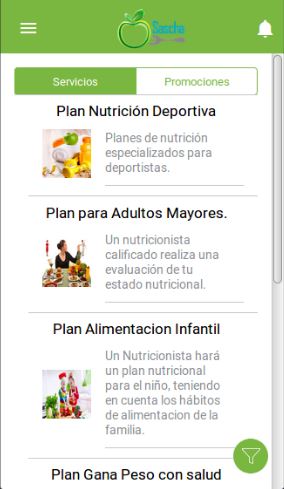 Sascha
Servicios
Promociones
Plan Nutrición Deportiva
Planes de nutrición
especializados para
deportistas.
Plan para Adultos Mayores.
Un nutricionista
calificado realiza una
evaluación de tu
estado nutricional.
Plan Alimentacion Infantil
Un Nutricionista hará
un plan nutricional
para el niño, teniendo
en cuenta los hábitos
de alimentacion de la
familia.
Plan Gana Peso con salud